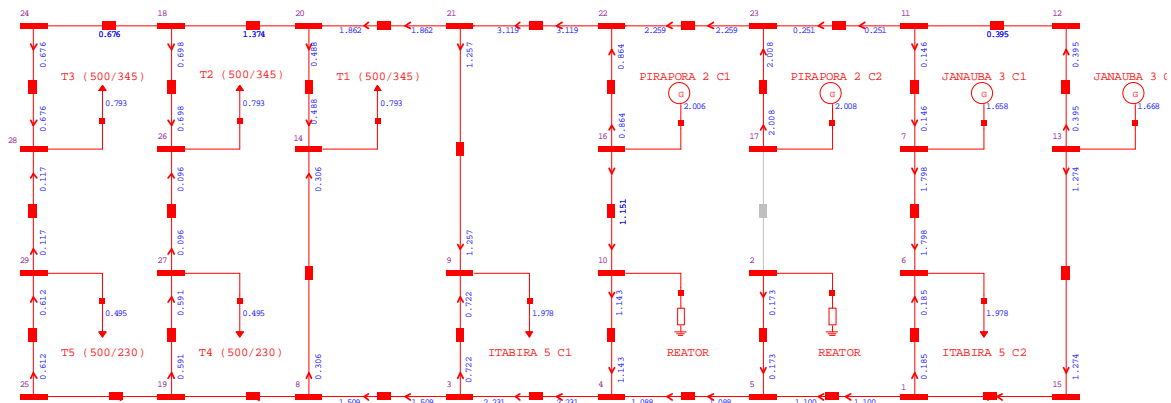 24 18 20 21 22 23 11 12
0.676 1.374 1.862 1.862 3.119 3.119 2.259 2.259 0.251 0.251 0.395
0.676 0.698 0.488 1.257 0.864 2.008 0.146 0.395
T3 (500/345) T2 (500/345) T1 (500/345) PIRAPORA 2 C1 PIRAPORA 2 C2 JANAUBA 3 C1 JANAUBA 3 C
G G G G
0.793 0.793 0.793 2.006 2.008 1.658 1.668
0.676 0.698 0.488 0.864 2.008 0.146 0.395
28 26 14 16 17 7 13
0.117 0.096 0.306 1.798 1.274
1.151
0.117 0.096 1.257 1.798
29 27 9 10 2 6
0.612 0.591 0.722 1.143 0.173 0.185
0.495 0.495 1.978 1.978
T5 (500/230) T4 (500/230) ITABIRA 5 C1 REATOR REATOR ITABIRA 5 C2
0.612 0.591 0.306 0.722 1.143 0.173 0.185 1.274
25 19 8 3 4 5 1 15
1.509 1.509 2.231 2.231 1.088 1.088 1.100 1.100